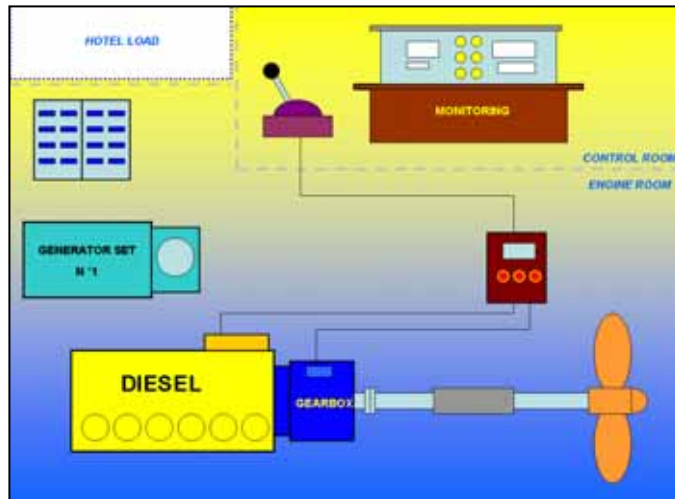 HOTEL LOAD
MONITORING
CONTROL ROOM
ENGINE ROOM
GENERATOR SET
N °1
DIESEL
GEARBOX